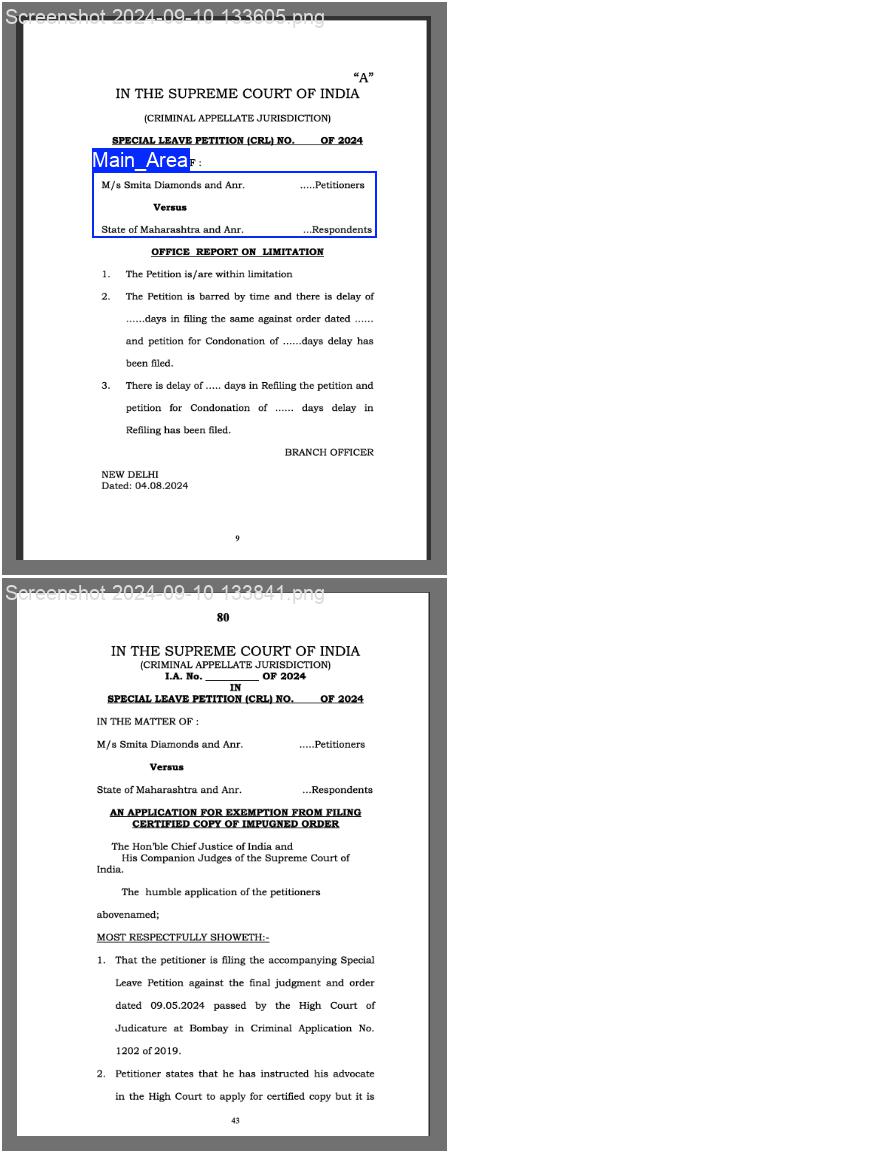 Screenshot 2024-09-10 133605.png
"A"
IN THE SUPREME COURT OF INDIA
(CRIMINAL APPELLATE JURISDICTION)
SPECIAL LEAVE PETITION (CRL) NO. OF 2024
Main_Area F :
M/s Smita Diamonds and Anr. .....Petitioners
Versus
State of Maharashtra and Anr. ...Respondents
OFFICE REPORT ON LIMITATION
1. The Petition is/are within limitation
2. The Petition is barred by time and there is delay of
......days in filing the same against order dated ......
and petition for Condonation of ......days delay has
been filed.
3. There is delay of ..... days in Refiling the petition and
petition for Condonation of ...... days delay in
Refiling has been filed.
BRANCH OFFICER
NEW DELHI
Dated: 04.08.2024
9
Screenshot 2024-09-10 133841.png
80
IN THE SUPREME COURT OF INDIA
(CRIMINAL APPELLATE JURISDICTION)
I.A. No. __________ OF 2024
IN
SPECIAL LEAVE PETITION (CRL) NO. OF 2024
IN THE MATTER OF :
M/s Smita Diamonds and Anr. .....Petitioners
Versus
State of Maharashtra and Anr. ...Respondents
AN APPLICATION FOR EXEMPTION FROM FILING
CERTIFIED COPY OF IMPUGNED ORDER
The Hon'ble Chief Justice of India and
His Companion Judges of the Supreme Court of
India.
The humble application of the petitioners
abovenamed;
MOST RESPECTFULLY SHOWETH:-
1. That the petitioner is filing the accompanying Special
Leave Petition against the final judgment and order
dated 09.05.2024 passed by the High Court of
Judicature at Bombay in Criminal Application No.
1202 of 2019.
2. Petitioner states that he has instructed his advocate
in the High Court to apply for certified copy but it is
43